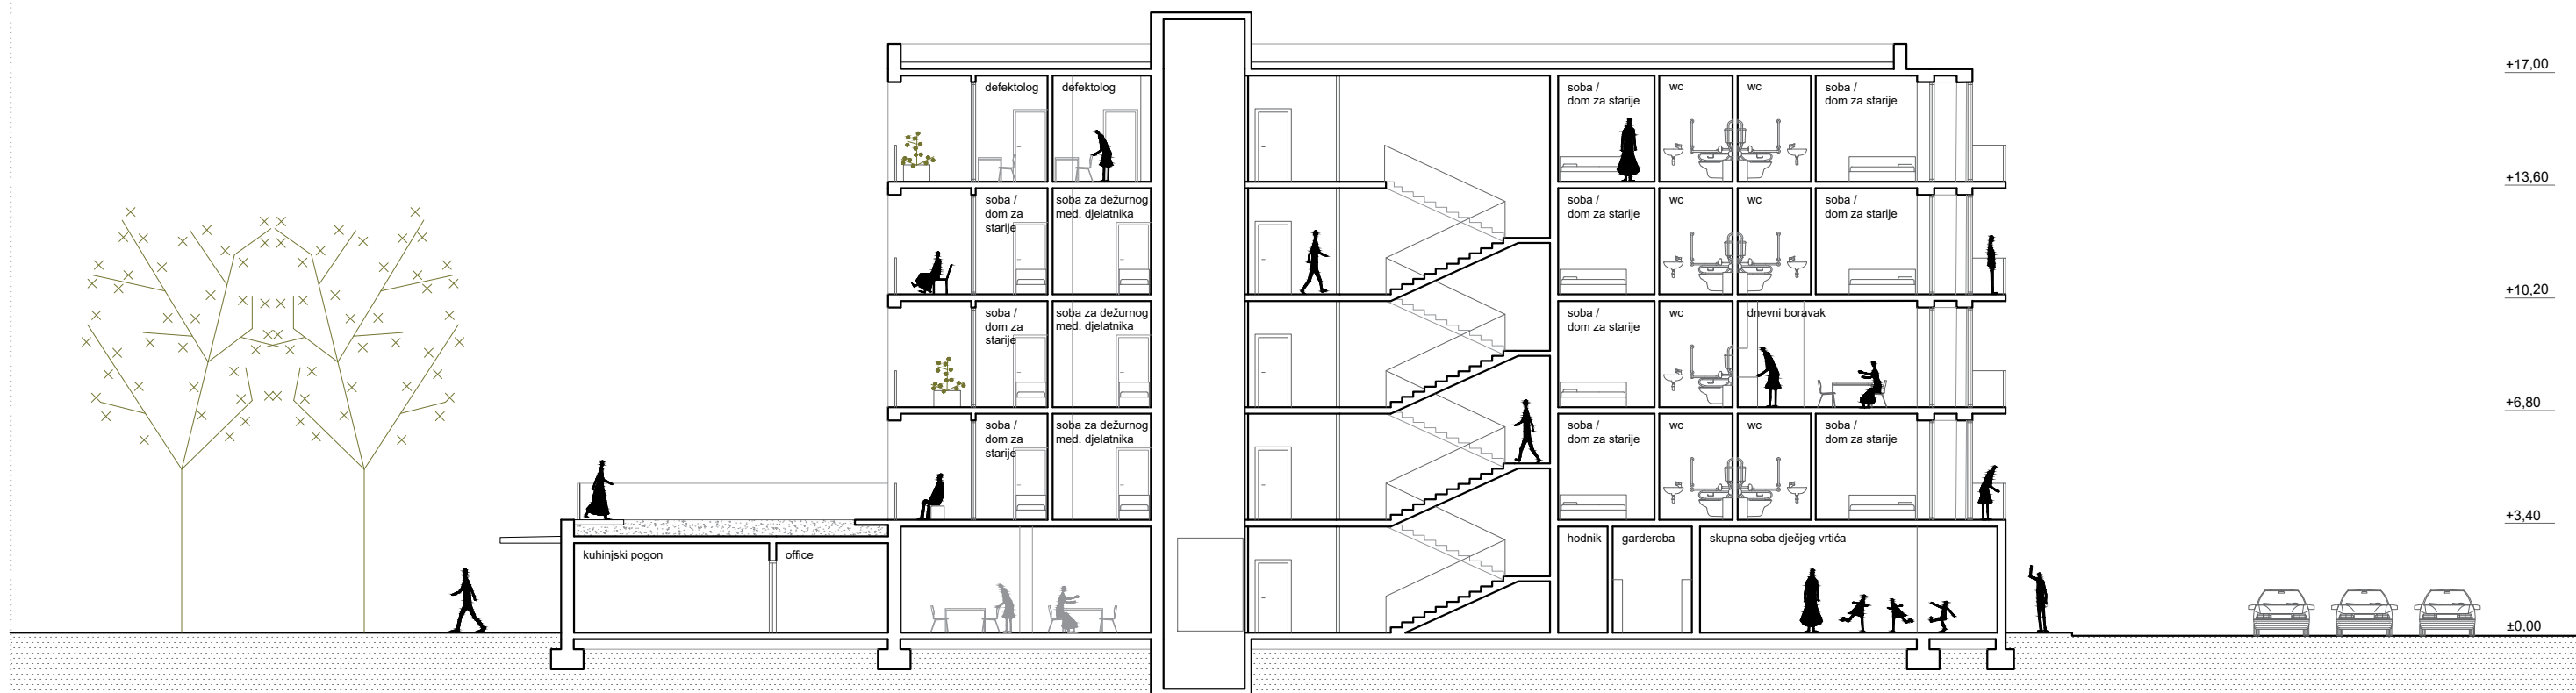 +17,00
defektolog
defektolog
soba /
dom za starije
wc
wc
soba /
dom za starije
+13,60
soba /
dom za
starije
soba za dežurnog
med. djelatnika
soba /
dom za starije
wc
wc
soba /
dom za starije
+10,20
soba /
dom za
starije
soba za dežurnog
med. djelatnika
soba /
dom za starije
wc
dnevni boravak
+6,80
soba /
dom za
starije
soba za dežurnog
med. djelatnika
soba /
dom za starije
wc
wc
soba /
dom za starije
+3,40
kuhinjski pogon
office
hodnik
garderoba
skupna soba dječjeg vrtića
±0,00